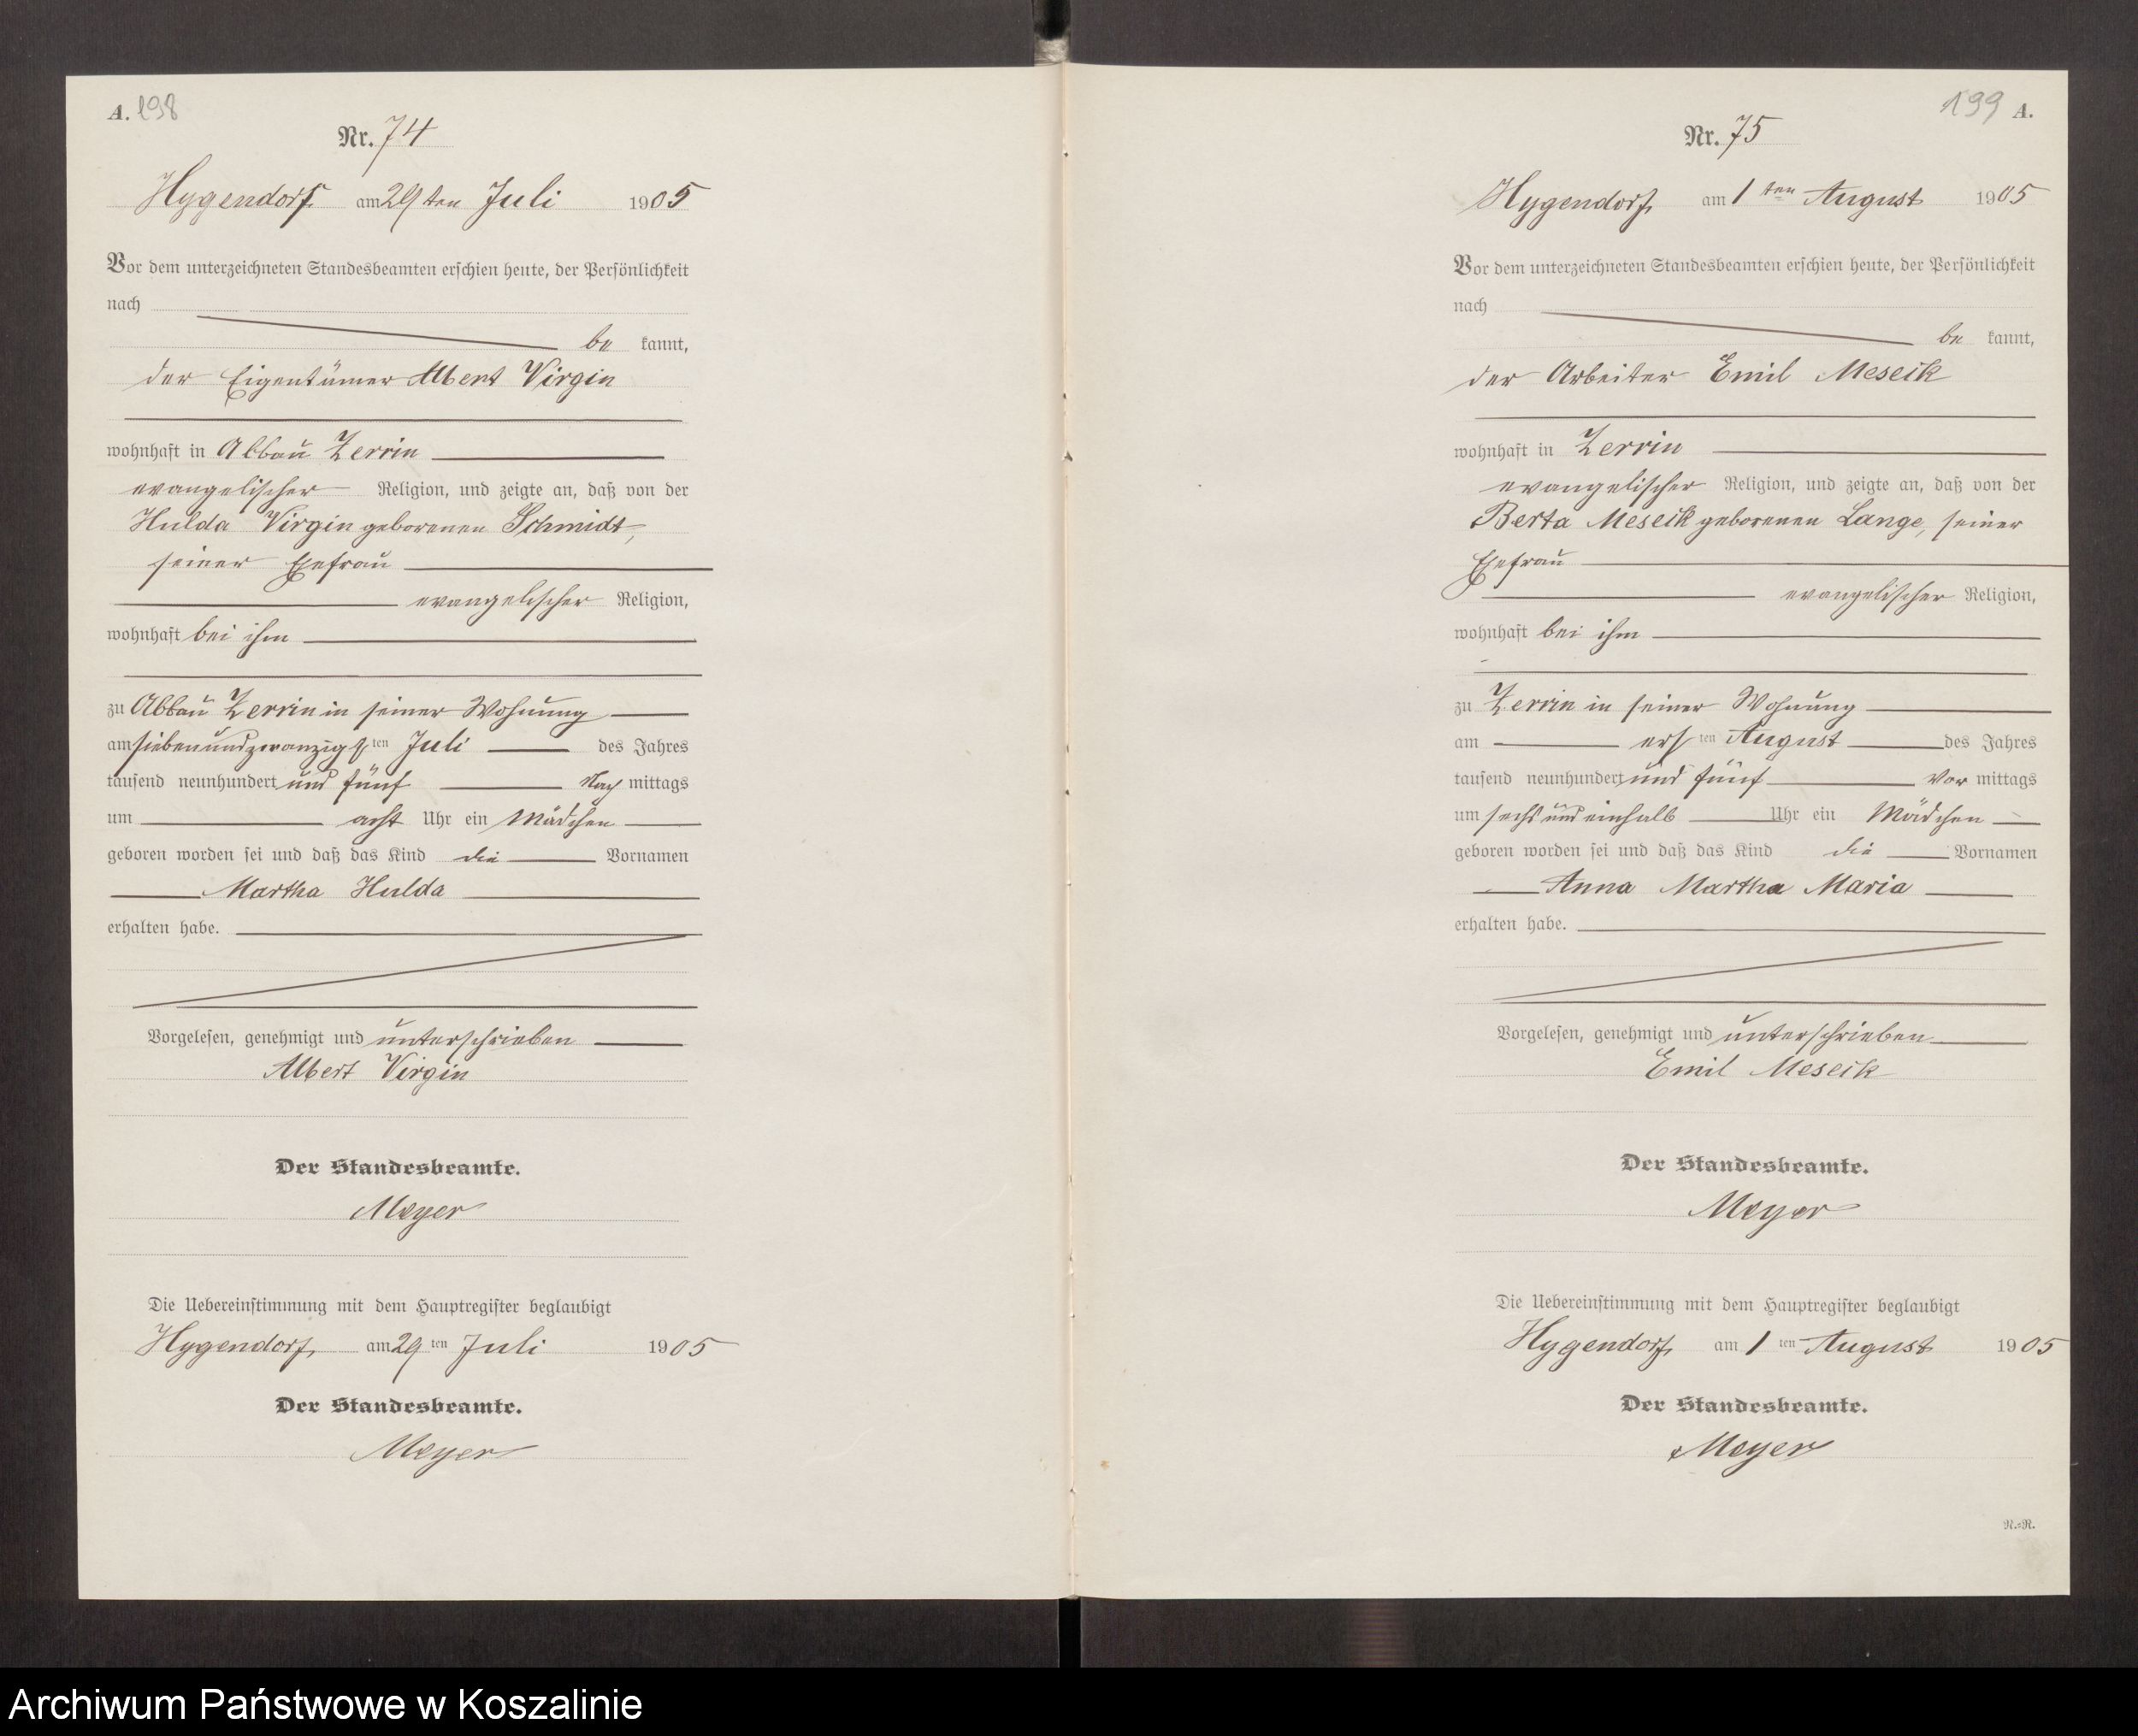 A. 198
Nr. 74
Hygendorf am 29ten Juli 1905
Vor dem unterzeichneten Standesbeamten erschien heute, der Persönlichkeit
nach
be kannt,
der Eigentümer Albert Virgin
wohnhaft in Abbau Zerrin
evangelischer Religion, und zeigte an, daß von der
Hulda Virgin geborenen Schmidt,
seiner Ehefrau
evangelischer Religion,
wohnhaft bei ihm
zu Abbau Zerrin in seiner Wohnung
am siebenundzwanzigsten Juli des Jahres
tausend neunhundert und fünf Nach mittags
um acht Uhr ein Mädchen
geboren worden sei und daß das Kind die Vornamen
Martha Hulda
erhalten habe.
Vorgelesen, genehmigt und unterschrieben
Albert Virgin
Der Standesbeamte.
Meyer
Die Uebereinstimmung mit dem Hauptregister beglaubigt
Hygendorf, am 29 ten Juli 1905
Der Standesbeamte.
Meyer
199 A.
Nr. 75
Hygendorf, am 1 ten August 1905
Vor dem unterzeichneten Standesbeamten erschien heute, der Persönlichkeit
nach
be kannt,
der Arbeiter Emil Meseik
wohnhaft in Zerrin
evangelischer Religion, und zeigte an, daß von der
Berta Meseik geborenen Lange, seiner
Ehefrau
evangelischer Religion,
wohnhaft bei ihm
zu Zerrin in seiner Wohnung
am ersten August des Jahres
tausend neunhundert und fünf Vor mittags
um sechs und einhalb Uhr ein Mädchen
geboren worden sei und daß das Kind die Vornamen
Anna Martha Maria
erhalten habe.
Vorgelesen, genehmigt und unterschrieben
Emil Meseik
Der Standesbeamte.
Meyer
Die Uebereinstimmung mit dem Hauptregister beglaubigt
Hygendorf, am 1 ten August 1905
Der Standesbeamte.
Meyer
N.=R.
Archiwum Państwowe w Koszalinie